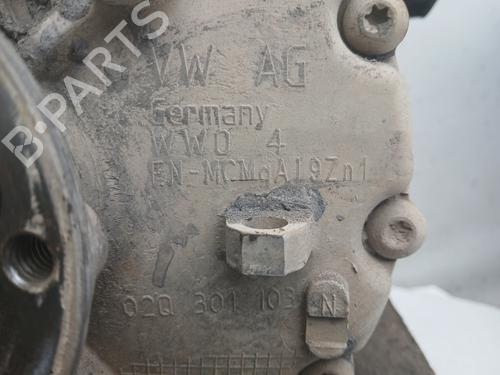 VW AG
Germany
WWO 4
EN-MCMgAl9Zn1
02Q 301 103 N
B-PARTS